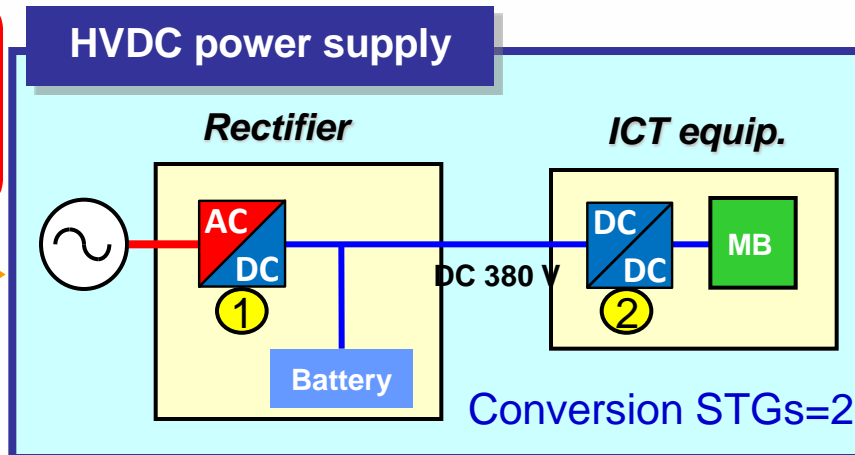 HVDC power supply
Rectifier
ICT equip.
AC
DC
DC
DC
MB
DC 380 V
1
2
Battery
Conversion STGs=2